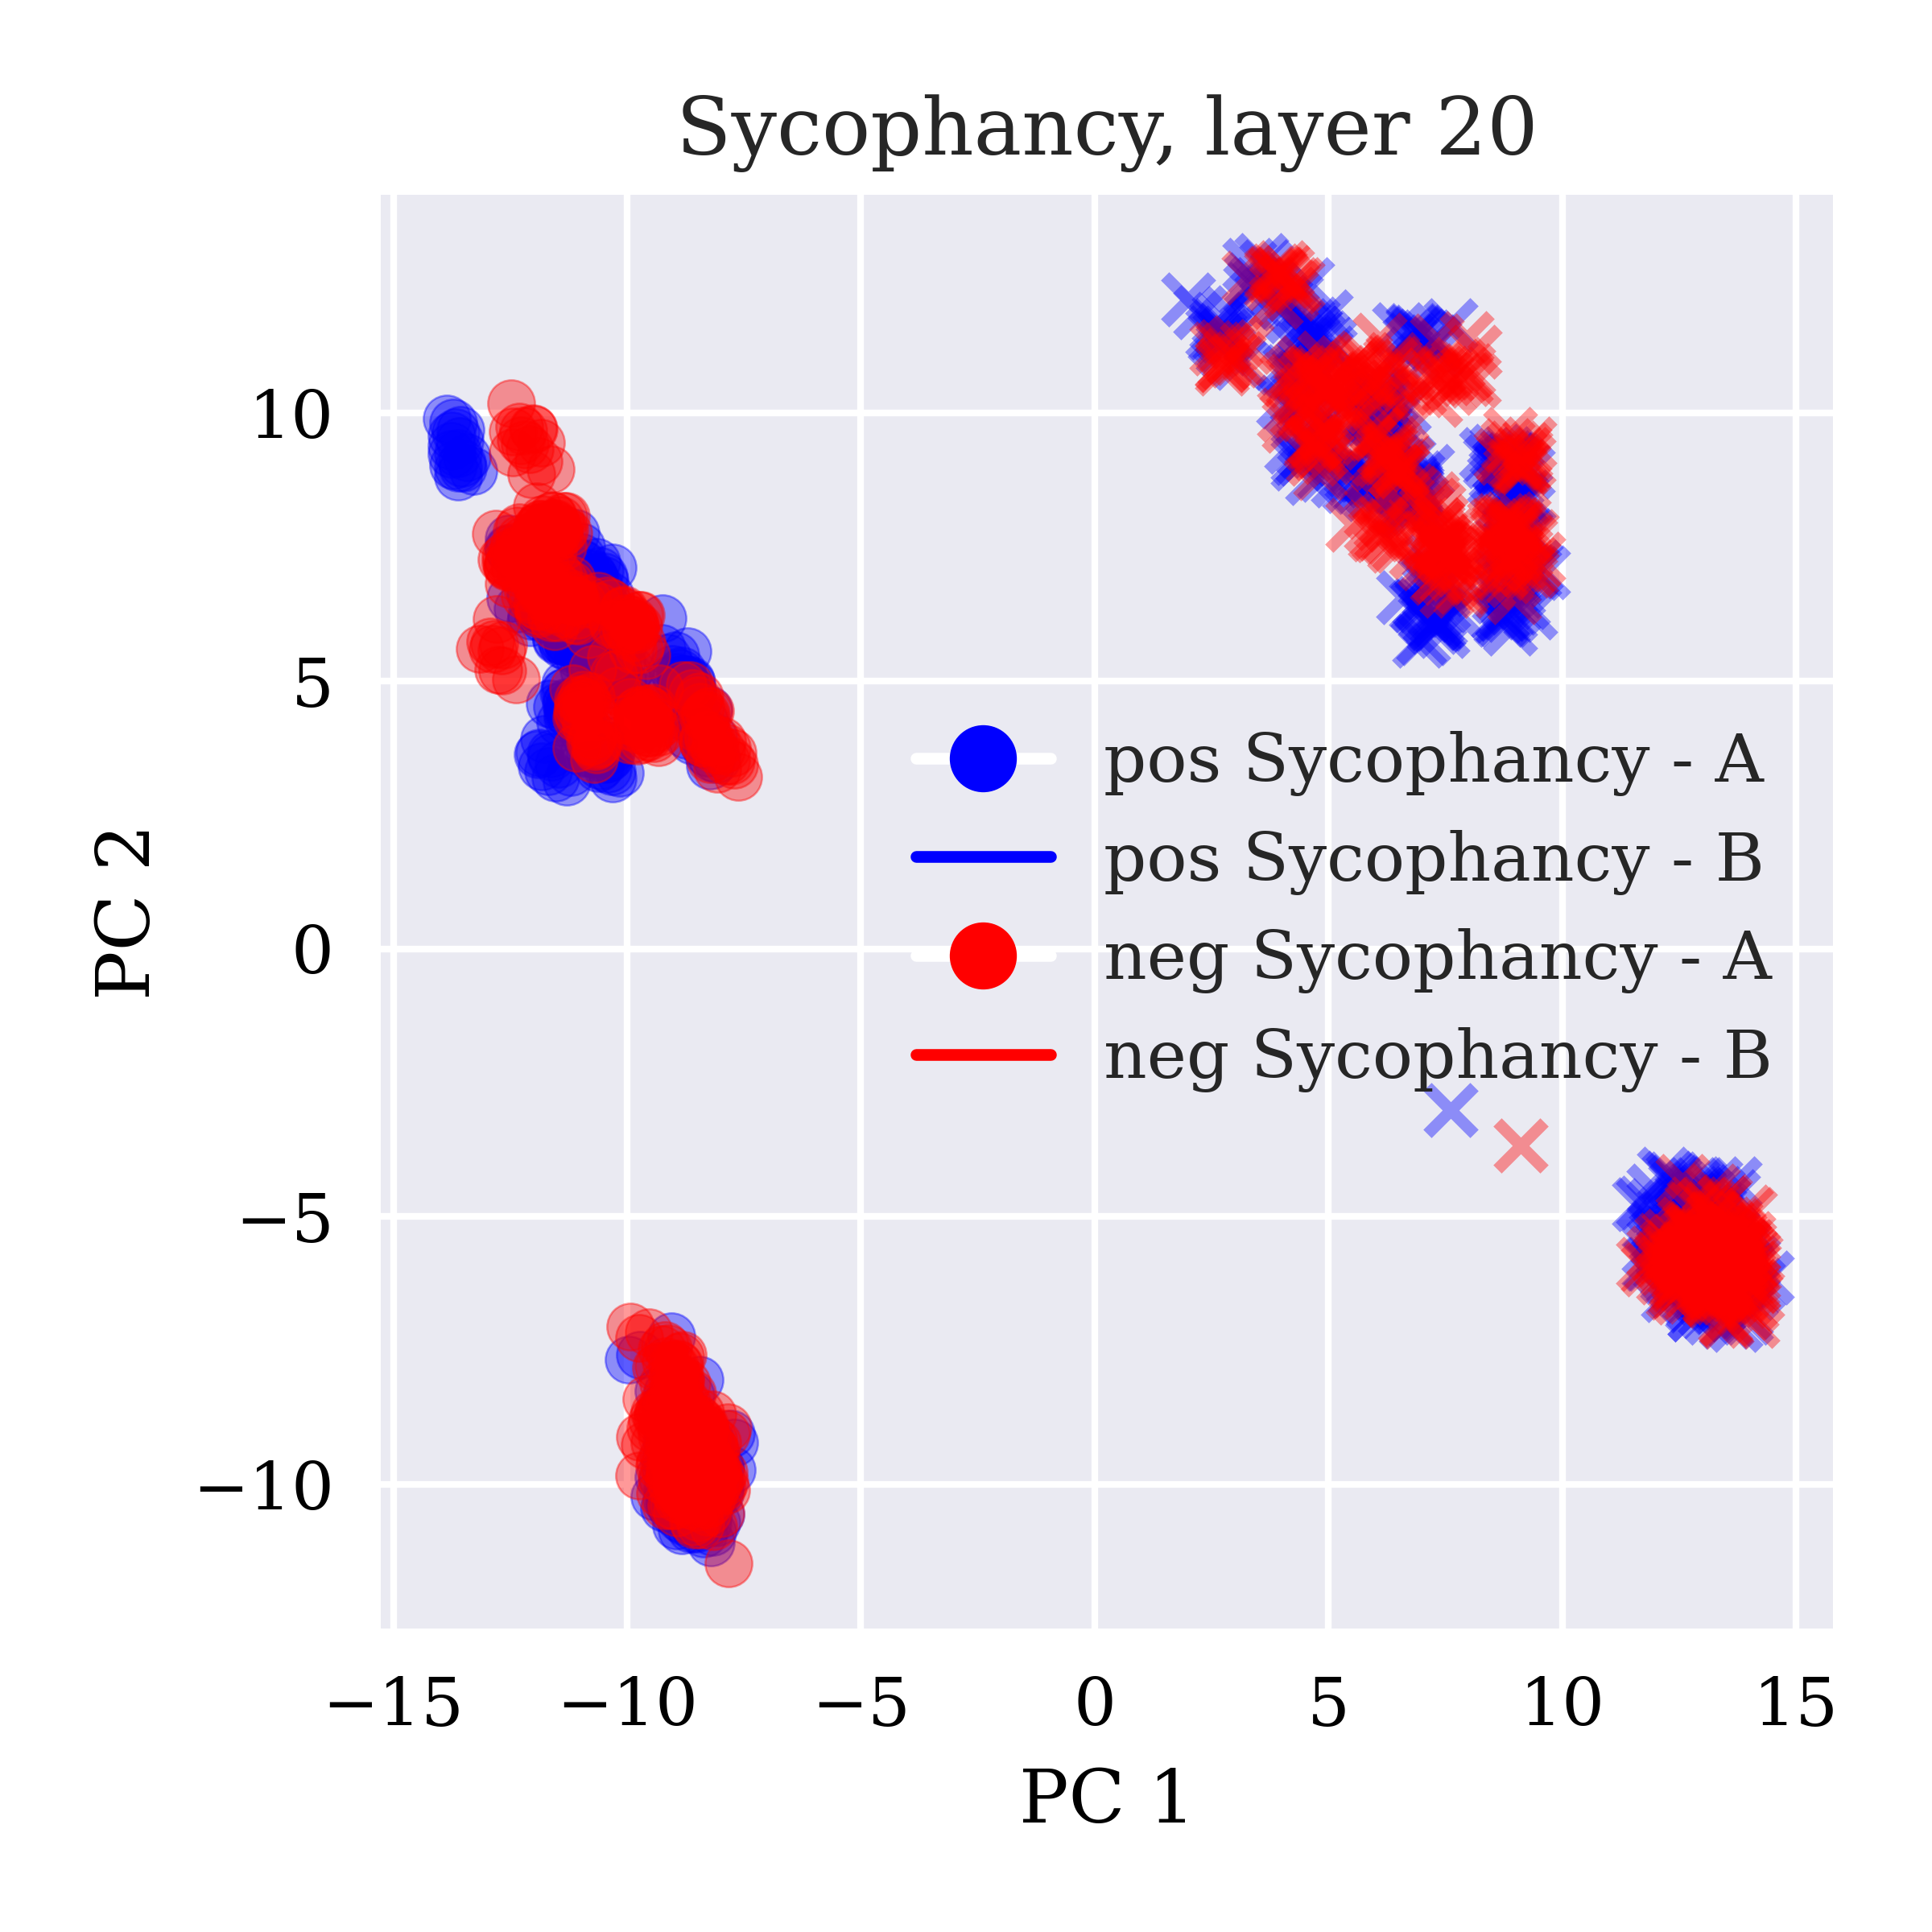 Sycophancy, layer 20
10
5
0
−5
−10
PC 2
pos Sycophancy - A
pos Sycophancy - B
neg Sycophancy - A
neg Sycophancy - B
−15 −10 −5 0 5 10 15
PC 1